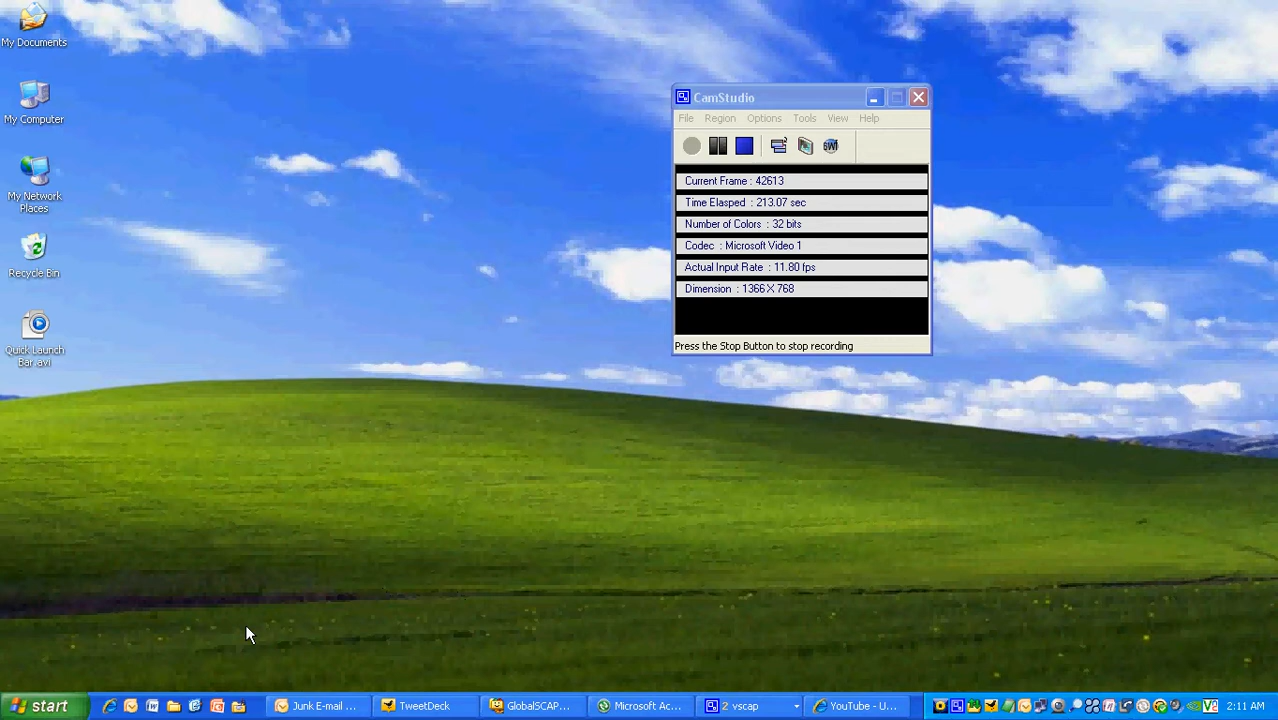 My Documents
My Computer
My Network
Places
Recycle Bin
Quick Launch
Bar.avi
CamStudio
File Region Options Tools View Help
Current Frame : 42613
Time Elasped : 213.07 sec
Number of Colors : 32 bits
Codec : Microsoft Video 1
Actual Input Rate : 11.80 fps
Dimension : 1366 X 768
Press the Stop Button to stop recording
start Junk E-mail ... TweetDeck GlobalSCAP... Microsoft Ac... 2 vscap YouTube - U... 2:11 AM